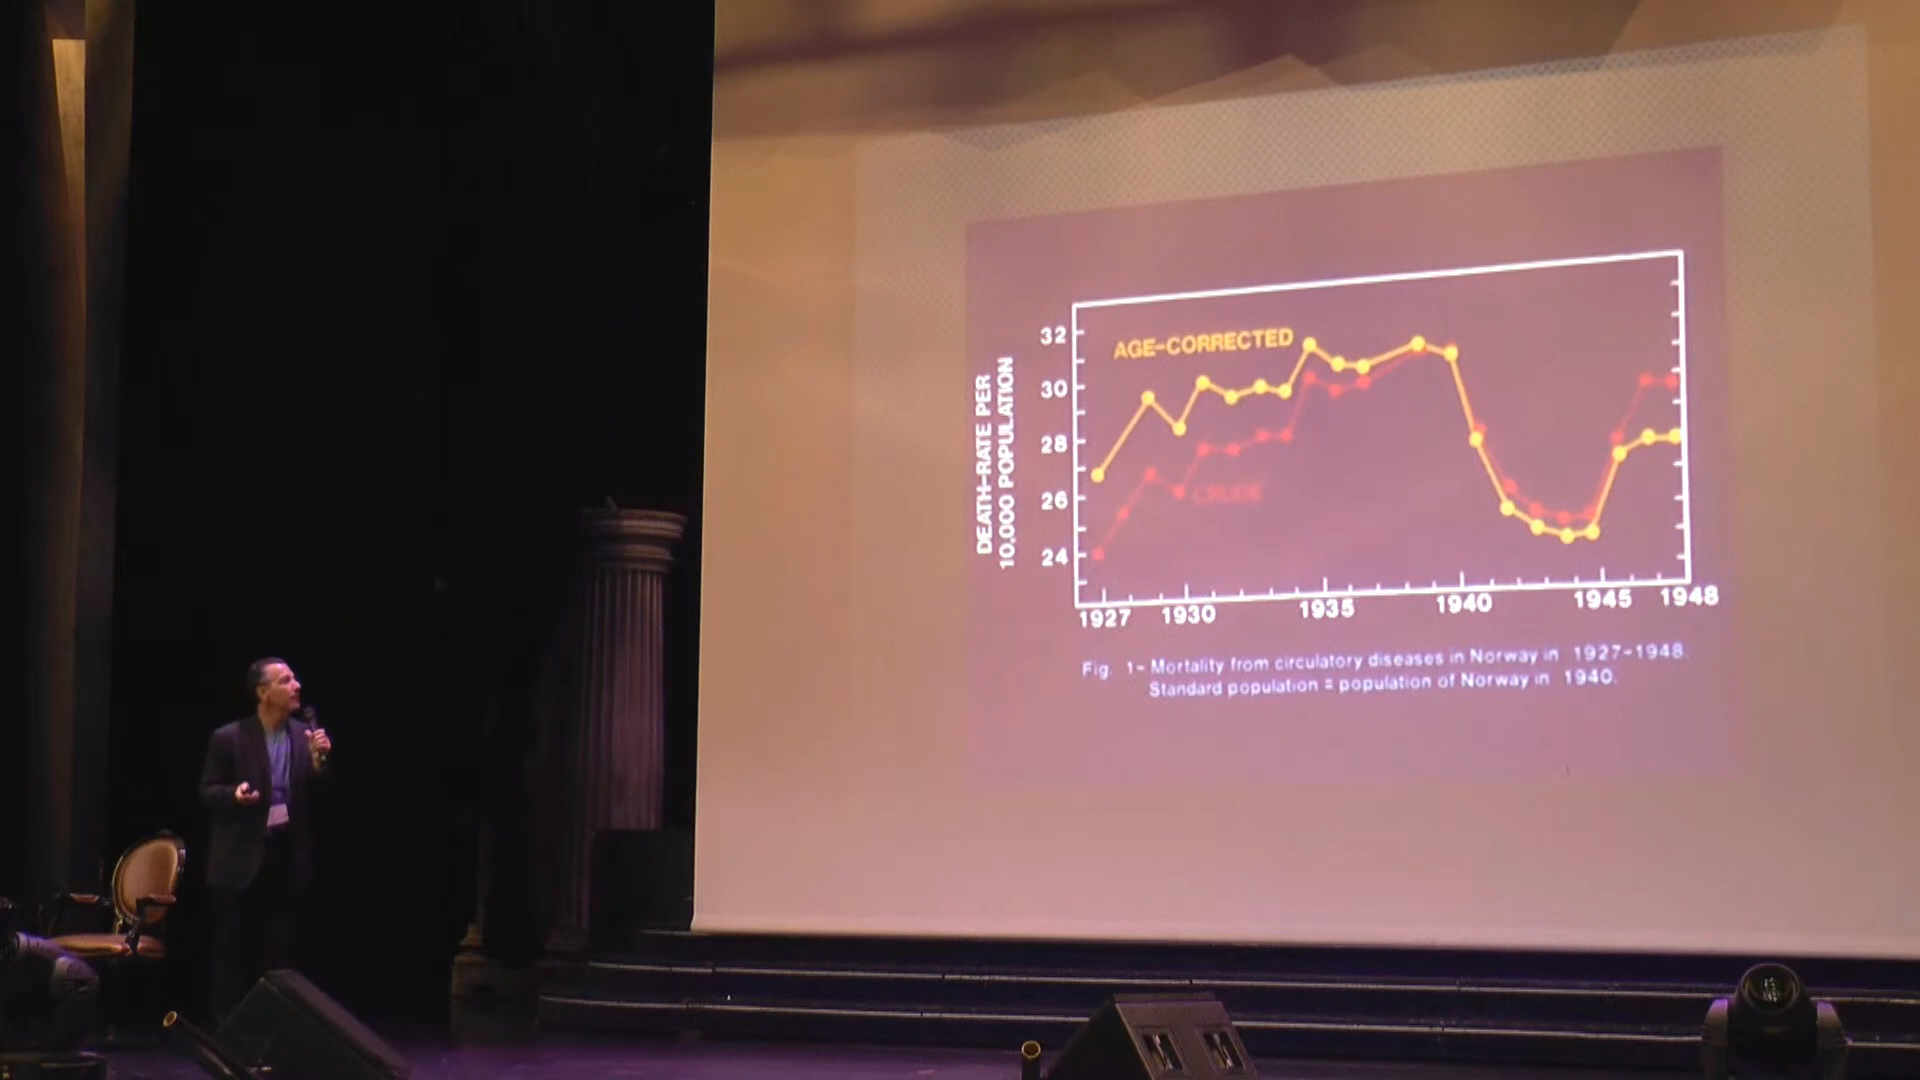 32
AGE-CORRECTED
30
28
26
24
DEATH-RATE PER
10,000 POPULATION
CRUDE
1927 1930 1935 1940 1945 1948
Fig. 1- Mortality from circulatory diseases in Norway in 1927-1948.
Standard population = population of Norway in 1940.